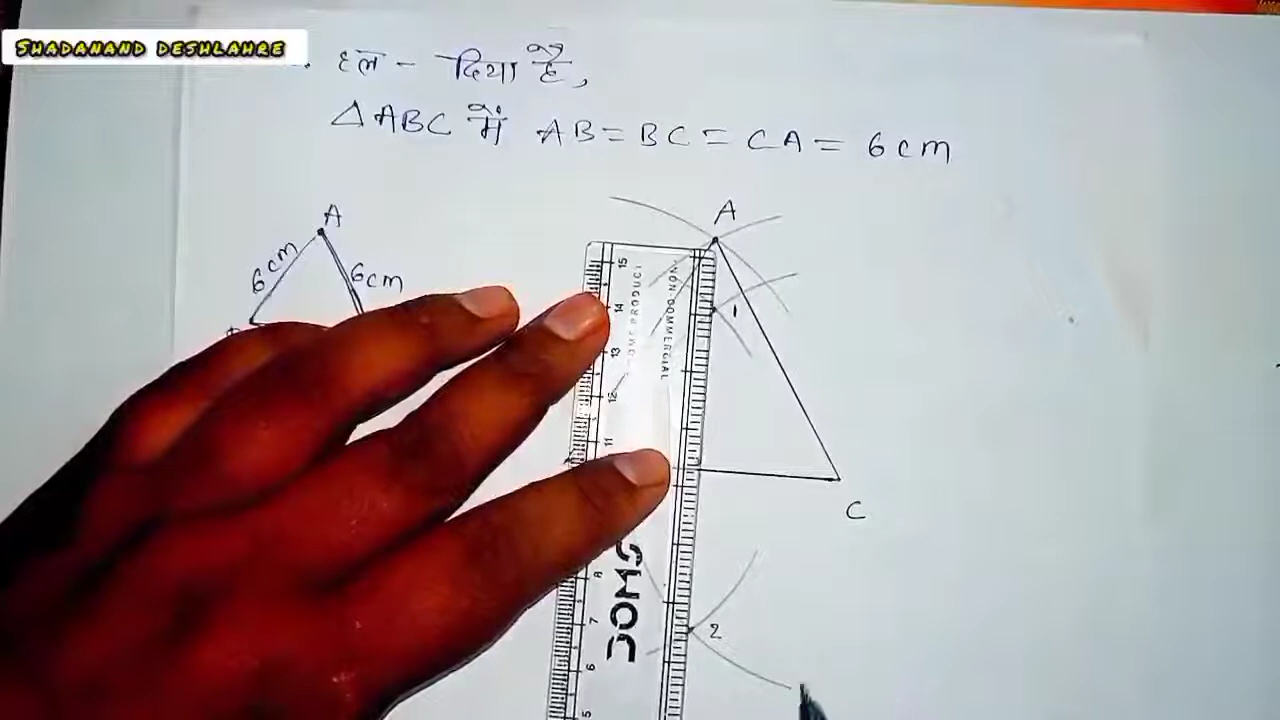 SHADANAND DESHLAHRE
हल - दिया है,
△ABC में AB = BC = CA = 6cm
A
6cm
6cm
A
1
C
2
15
14
13
12
11
8
7
6
5
NON-DOMMERCIAL
DOMS